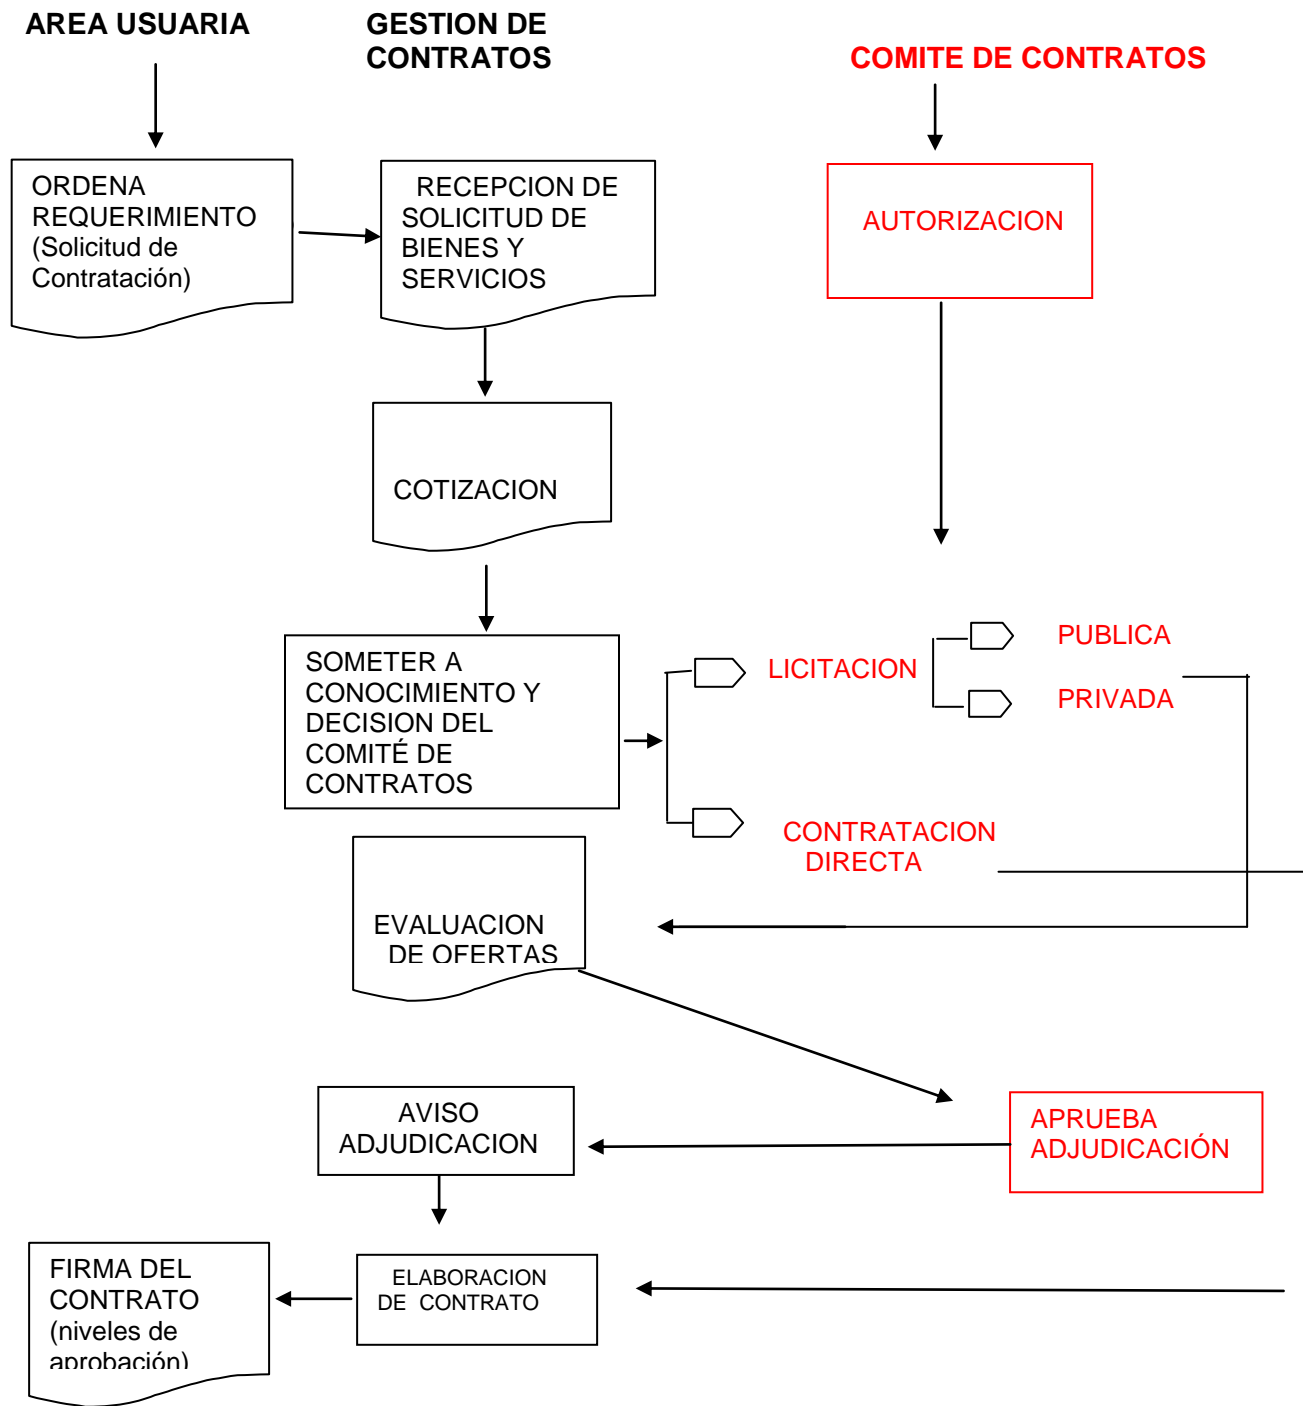 AREA USUARIA
GESTION DE
CONTRATOS
COMITE DE CONTRATOS
ORDENA
REQUERIMIENTO
(Solicitud de
Contratación)
RECEPCION DE
SOLICITUD DE
BIENES Y
SERVICIOS
AUTORIZACION
COTIZACION
SOMETER A
CONOCIMIENTO Y
DECISION DEL
COMITÉ DE
CONTRATOS
LICITACION
PUBLICA
PRIVADA
CONTRATACION
DIRECTA
EVALUACION
DE OFERTAS
AVISO
ADJUDICACION
APRUEBA
ADJUDICACIÓN
FIRMA DEL
CONTRATO
(niveles de
aprobación)
ELABORACION
DE CONTRATO